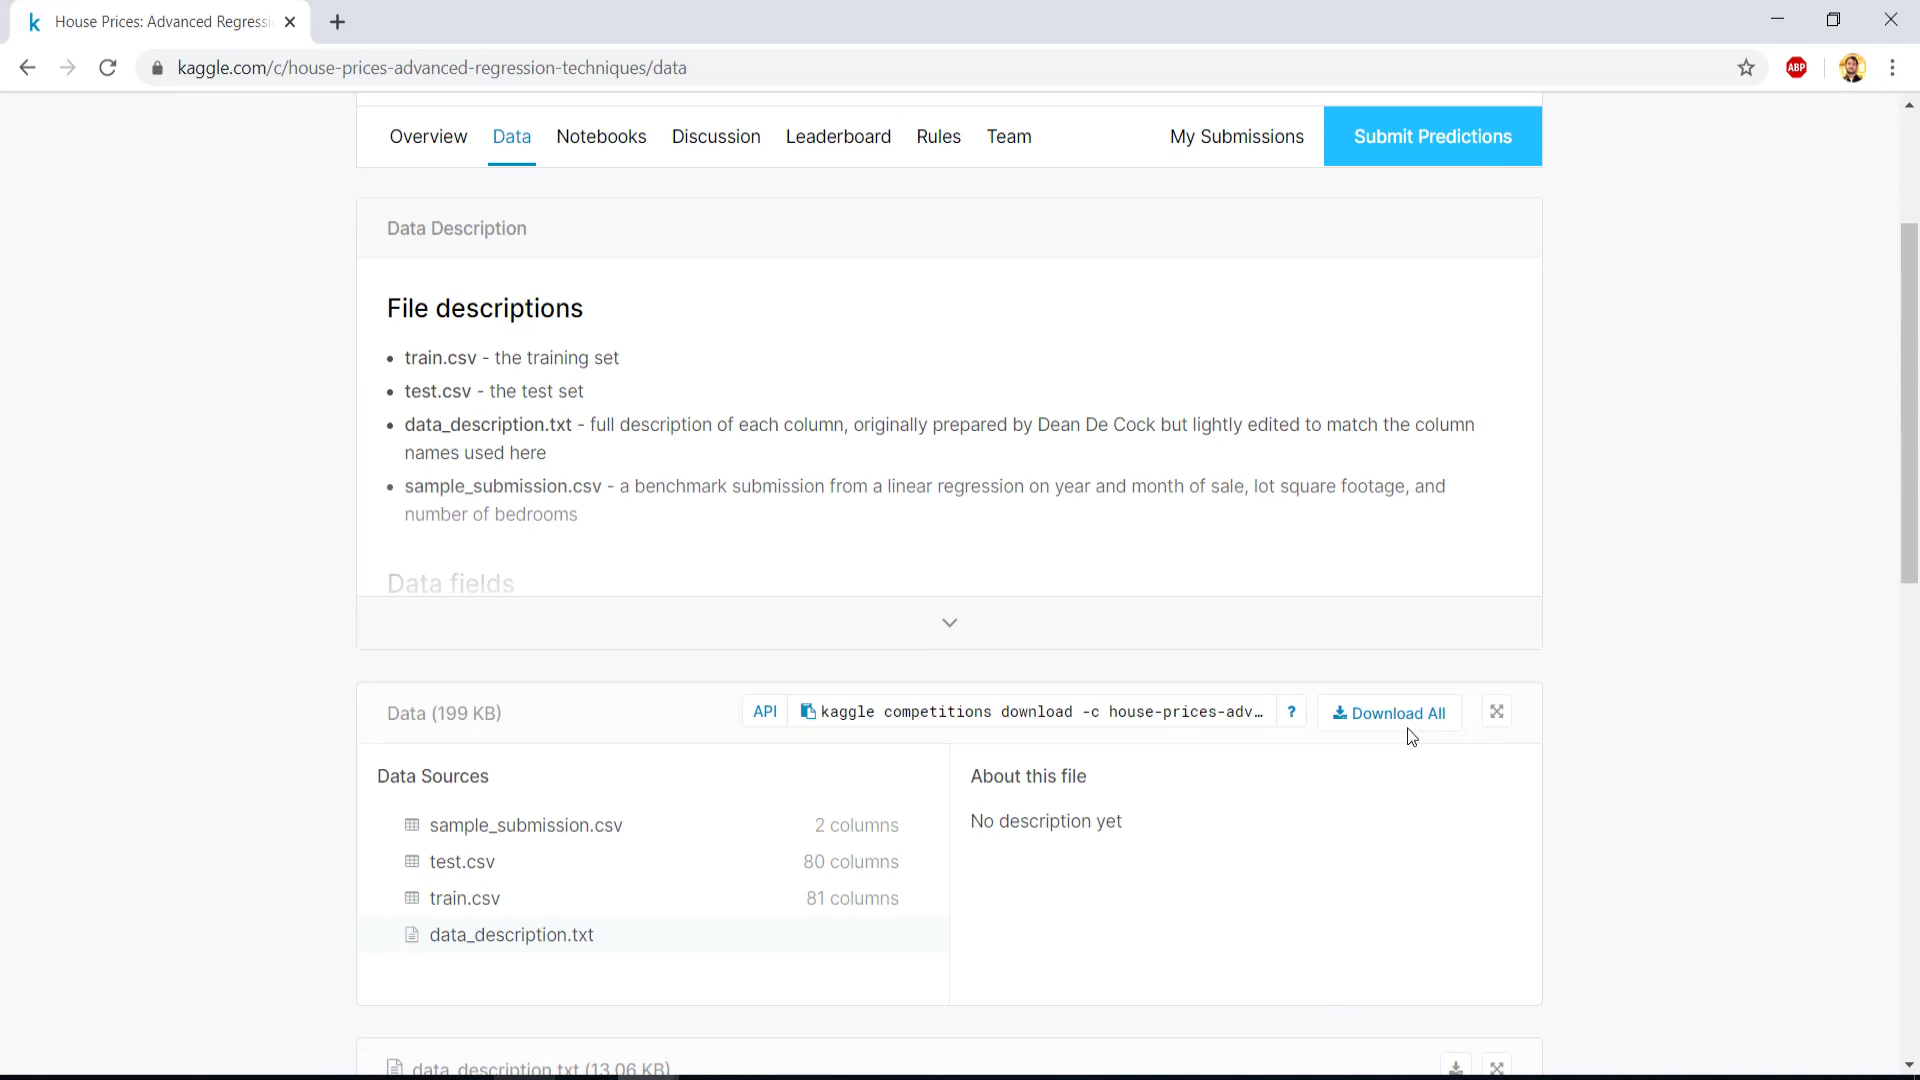 House Prices: Advanced Regressi
kaggle.com/c/house-prices-advanced-regression-techniques/data
ABP
Overview Data Notebooks Discussion Leaderboard Rules Team My Submissions Submit Predictions
Data Description
File descriptions
• train.csv - the training set
• test.csv - the test set
• data_description.txt - full description of each column, originally prepared by Dean De Cock but lightly edited to match the column
names used here
• sample_submission.csv - a benchmark submission from a linear regression on year and month of sale, lot square footage, and
number of bedrooms
Data fields
Data (199 KB) API kaggle competitions download -c house-prices-adv… ? Download All
Data Sources
sample_submission.csv 2 columns
test.csv 80 columns
train.csv 81 columns
data_description.txt
About this file
No description yet
data_description.txt (13.06 KB)